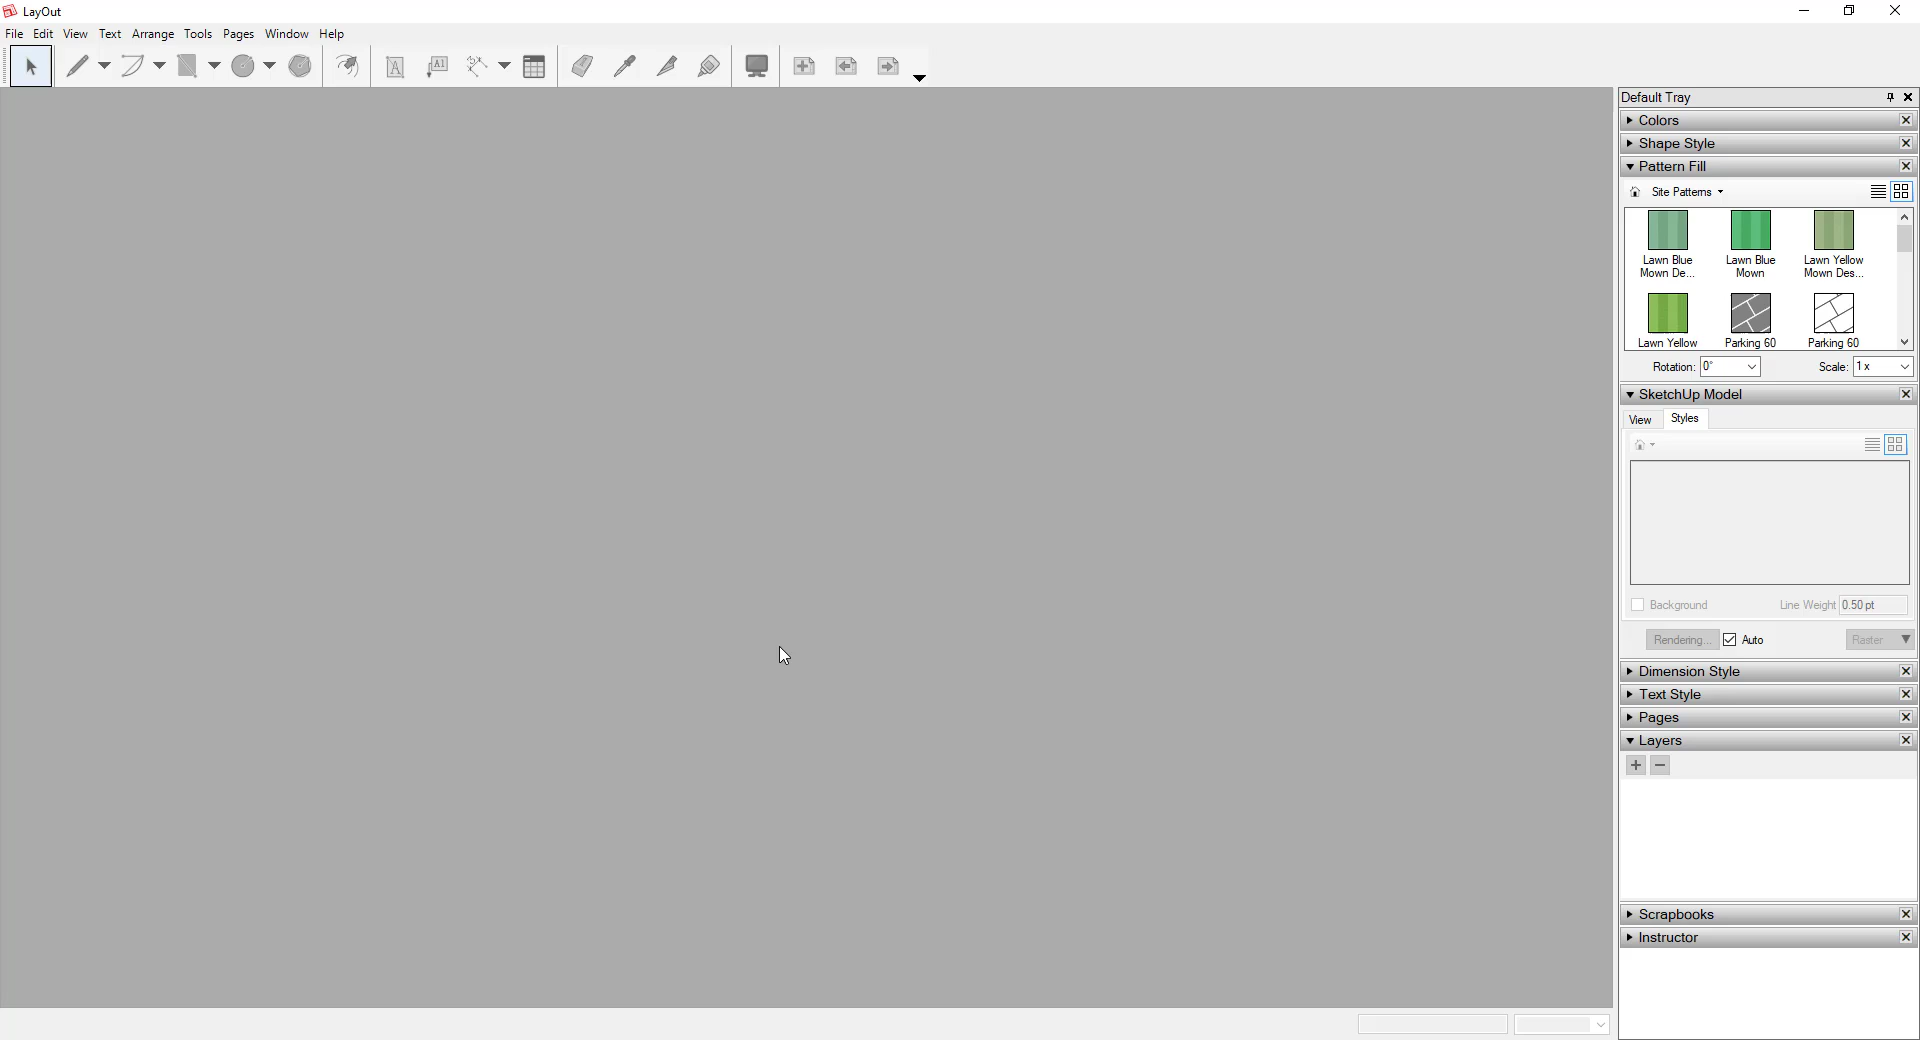 LayOut
File Edit View Text Arrange Tools Pages Window Help
A A1
Default Tray
Colors
Shape Style
Pattern Fill
Site Patterns
Lawn Blue Mown De...
Lawn Blue Mown
Lawn Yellow Mown Des...
Lawn Yellow
Parking 60
Parking 60
Rotation: 0° Scale: 1 x
SketchUp Model
View Styles
Background Line Weight 0.50 pt
Rendering... Auto Raster
Dimension Style
Text Style
Pages
Layers
Scrapbooks
Instructor